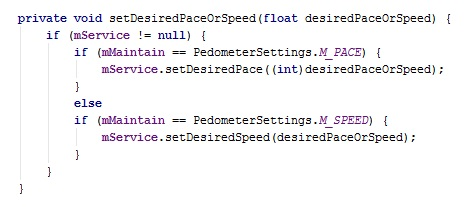 private void setDesiredPaceOrSpeed(float desiredPaceOrSpeed) {
    if (mService != null) {
        if (mMaintain == PedometerSettings.M_PACE) {
            mService.setDesiredPace((int)desiredPaceOrSpeed);
        }
        else
        if (mMaintain == PedometerSettings.M_SPEED) {
            mService.setDesiredSpeed(desiredPaceOrSpeed);
        }
    }
}